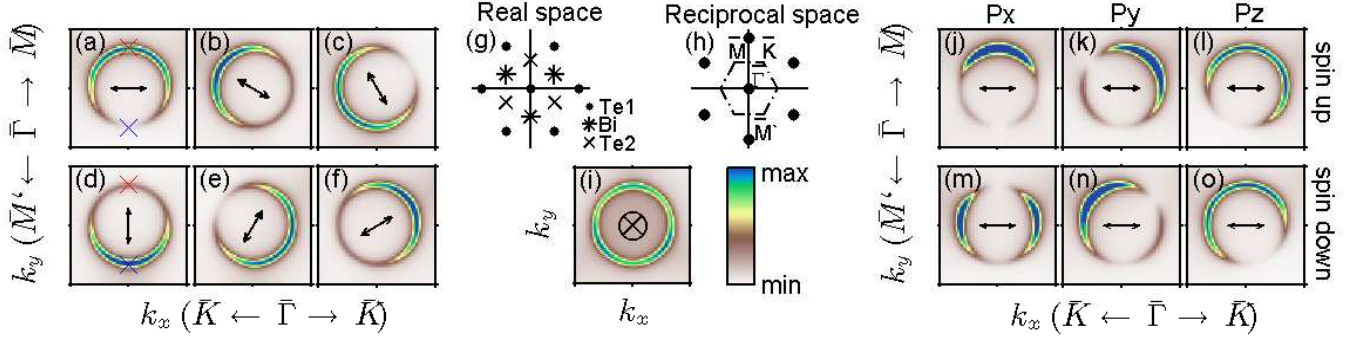 Real space
Reciprocal space
Px
Py
Pz
(a)
(b)
(c)
(g)
(h)
(j)
(k)
(l)
M̄
K̄
Γ̄
M̄`
Te1
Bi
Te2
spin up
(d)
(e)
(f)
(i)
max
min
(m)
(n)
(o)
spin down
k_y (M̄‘ ← Γ̄ → M̄)
k_x (K̄ ← Γ̄ → K̄)
k_y
k_x
k_y (M̄‘ ← Γ̄ → M̄)
k_x (K̄ ← Γ̄ → K̄)